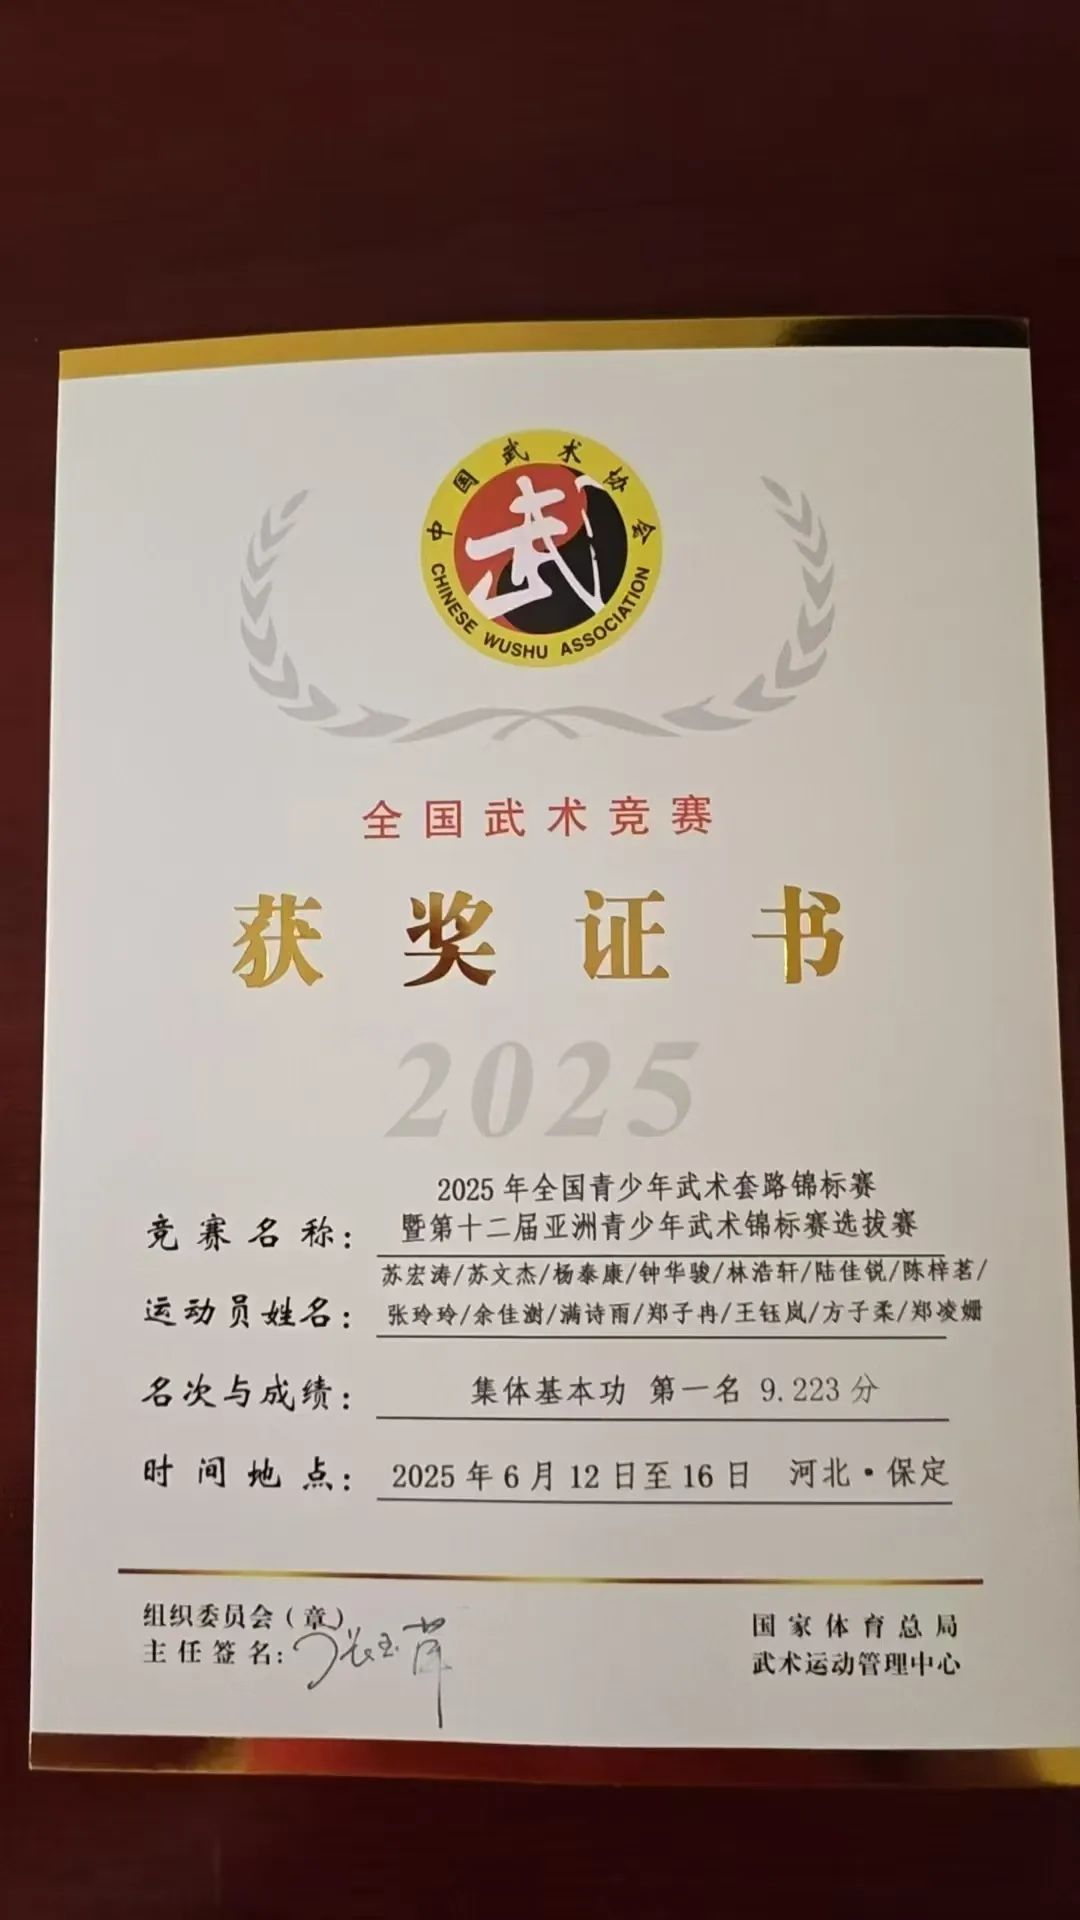 中国武术协会
武
CHINESE WUSHU ASSOCIATION
全国武术竞赛
获奖证书
2025
2025年全国青少年武术套路锦标赛
竞赛名称: 暨第十二届亚洲青少年武术锦标赛选拔赛
苏宏涛/苏文杰/杨泰康/钟华骏/林浩轩/陆佳锐/陈梓茗/
运动员姓名: 张玲玲/余佳澍/满诗雨/郑子冉/王钰岚/方子柔/郑凌姗
名次与成绩: 集体基本功 第一名 9.223分
时间地点: 2025年6月12日至16日 河北·保定
组织委员会(章)
主任签名:
国家体育总局
武术运动管理中心